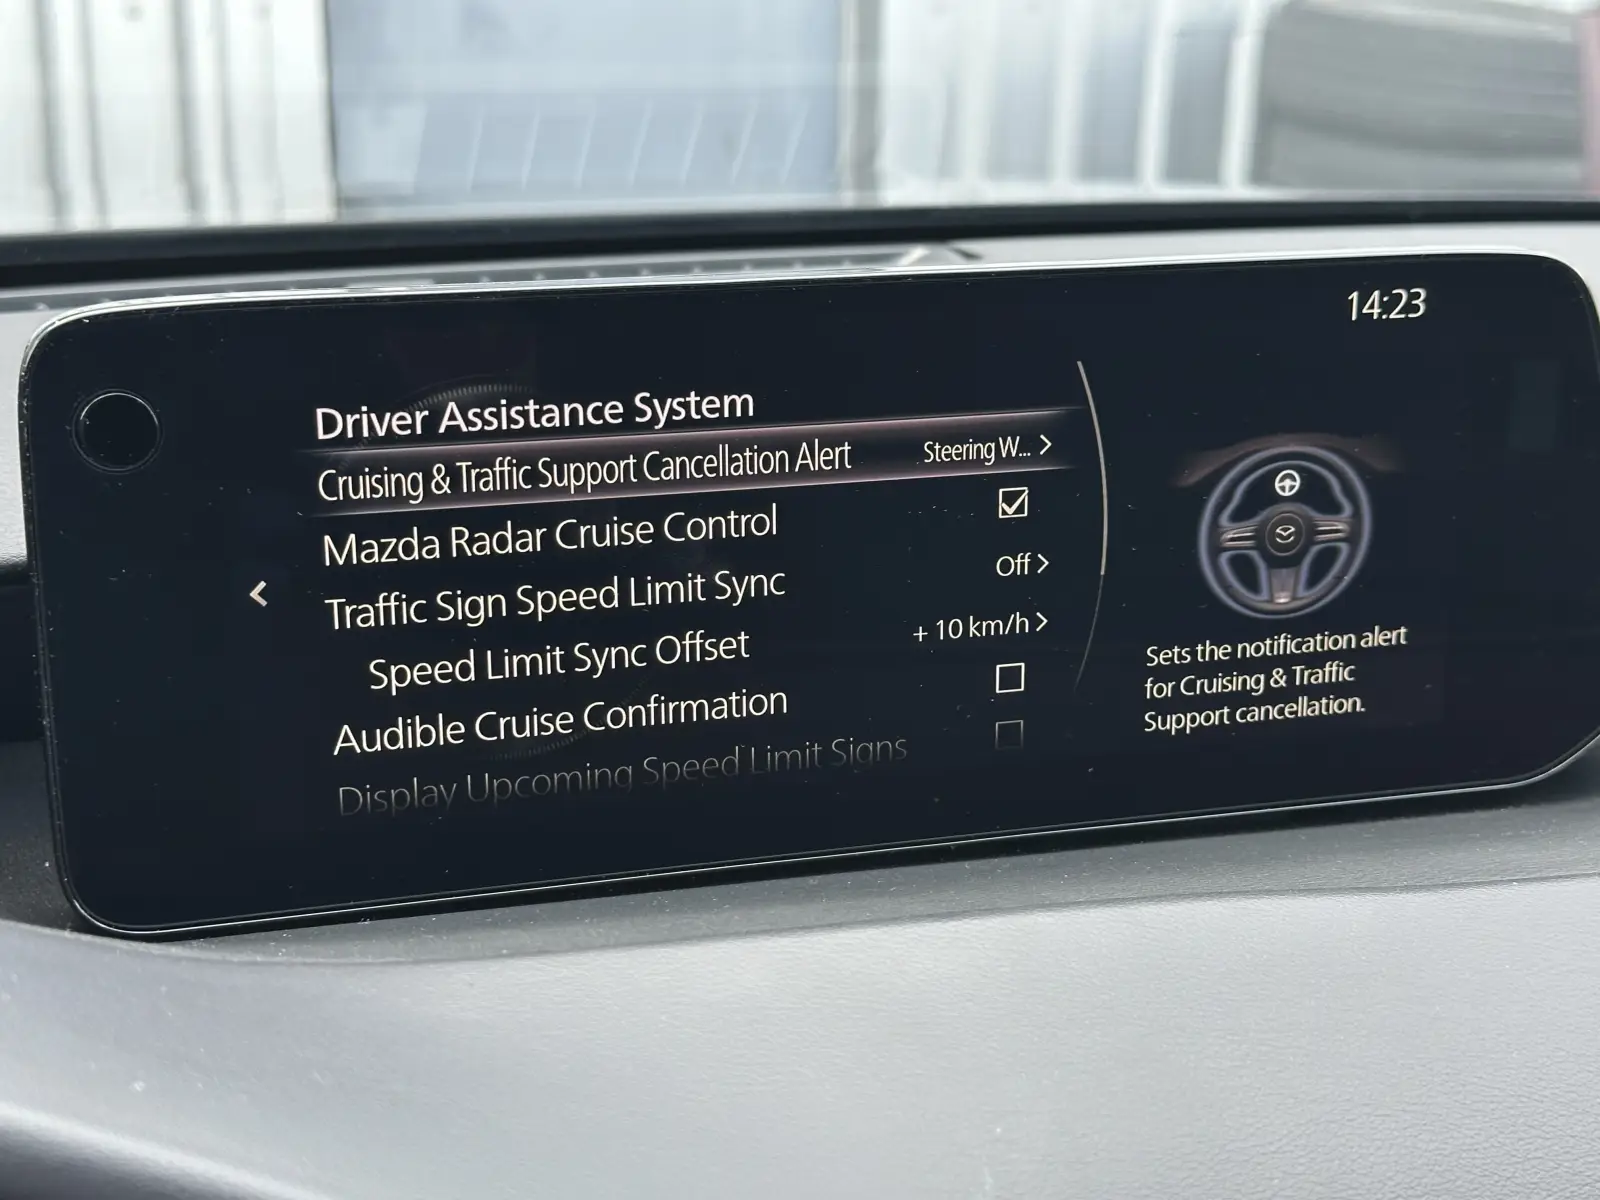 14:23
Driver Assistance System
Cruising & Traffic Support Cancellation Alert Steering W... >
Mazda Radar Cruise Control
Traffic Sign Speed Limit Sync Off >
Speed Limit Sync Offset + 10 km/h >
Audible Cruise Confirmation
Display Upcoming Speed Limit Signs
Sets the notification alert
for Cruising & Traffic
Support cancellation.